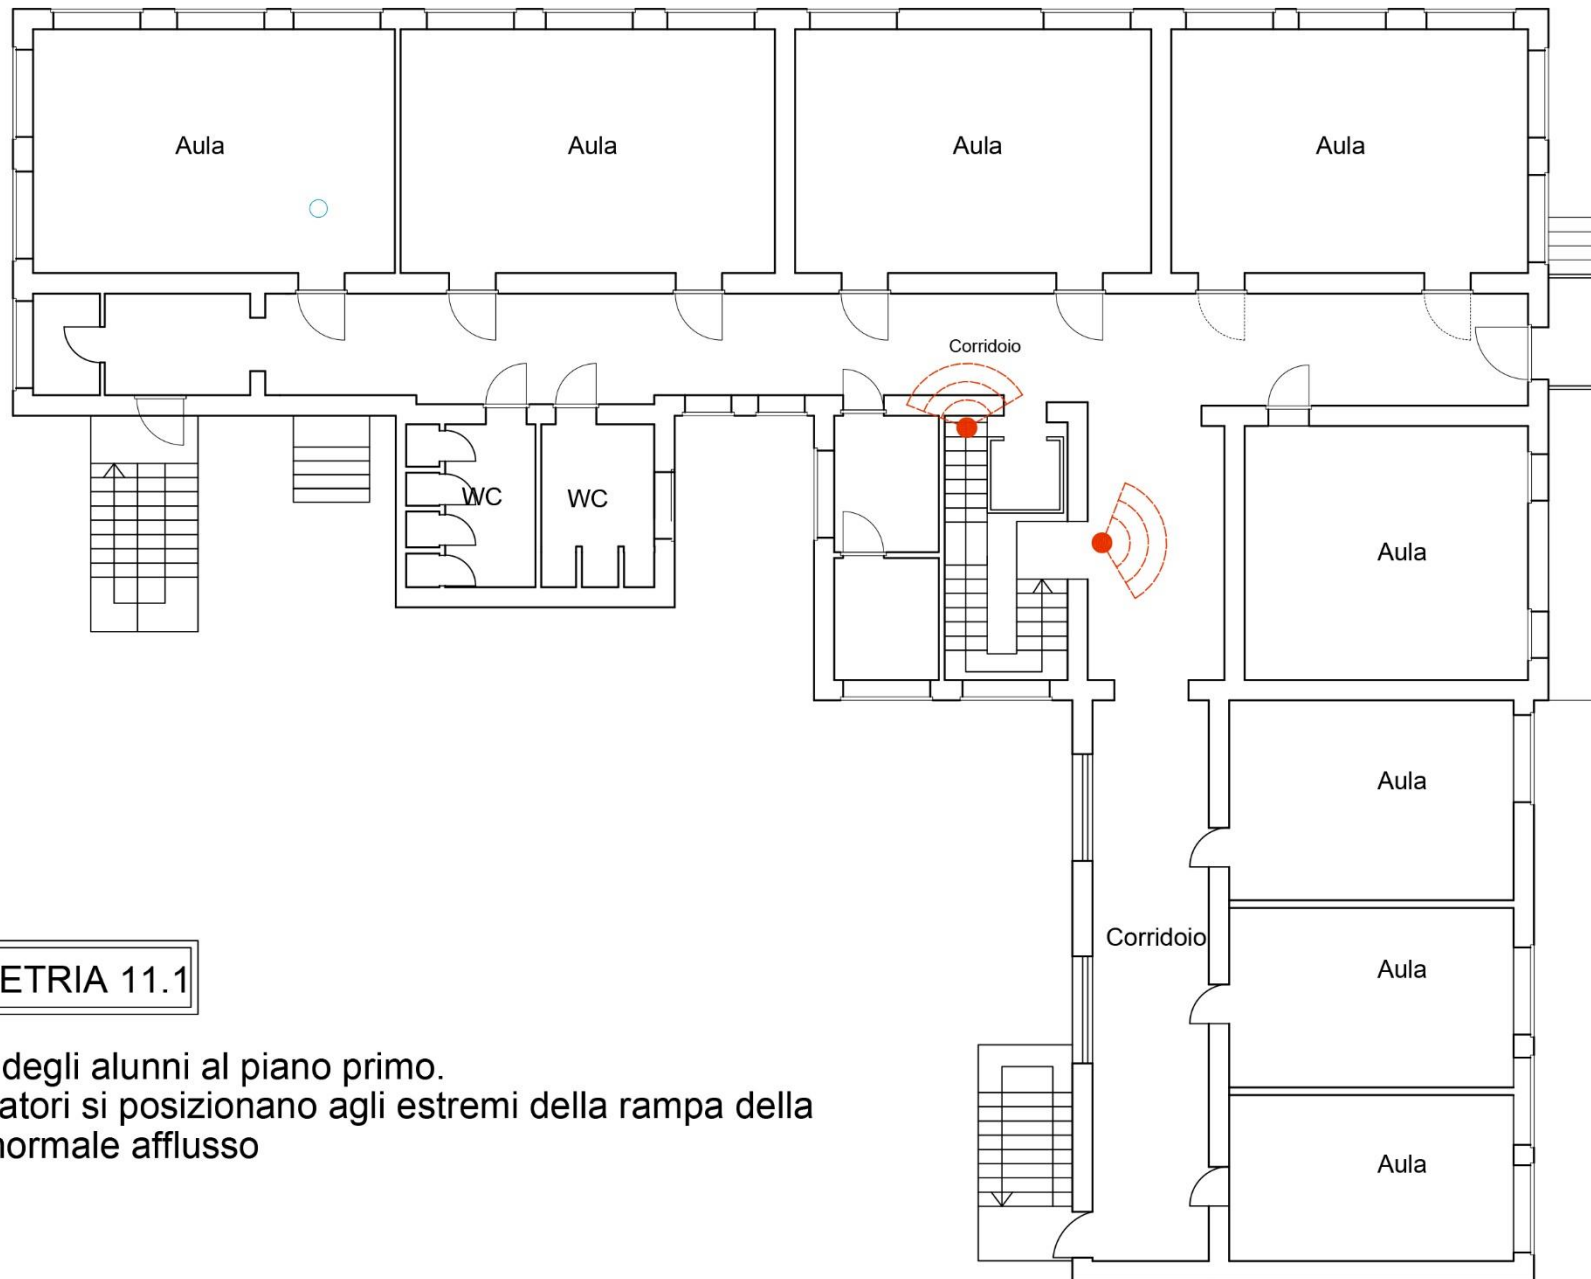 Aula Aula Aula Aula
Corridoio
WC WC
Aula
Aula
Corridoio
Aula
ETRIA 11.1
degli alunni al piano primo.
atori si posizionano agli estremi della rampa della
normale afflusso
Aula